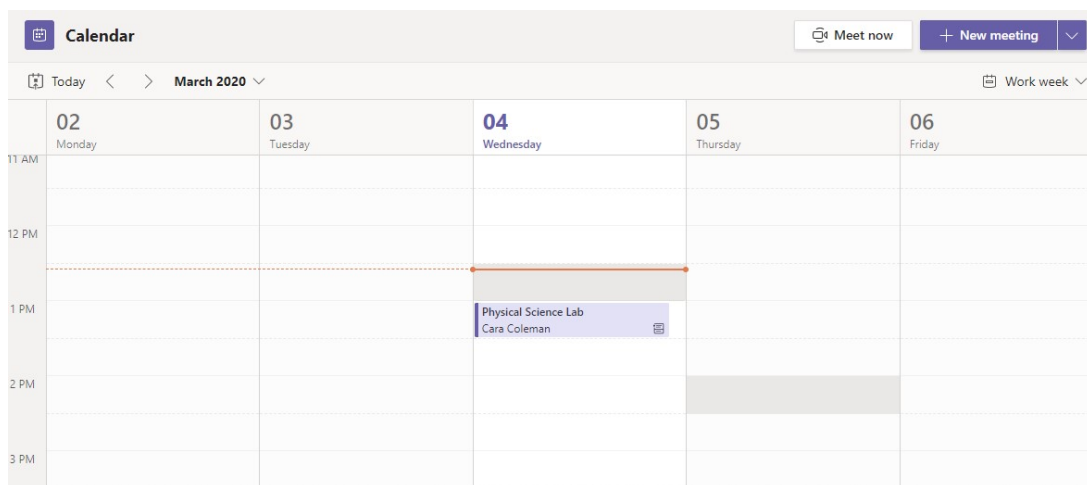 Calendar
Meet now
New meeting
Today
March 2020
Work week
02
Monday
03
Tuesday
04
Wednesday
05
Thursday
06
Friday
11 AM
12 PM
1 PM
Physical Science Lab
Cara Coleman
2 PM
3 PM